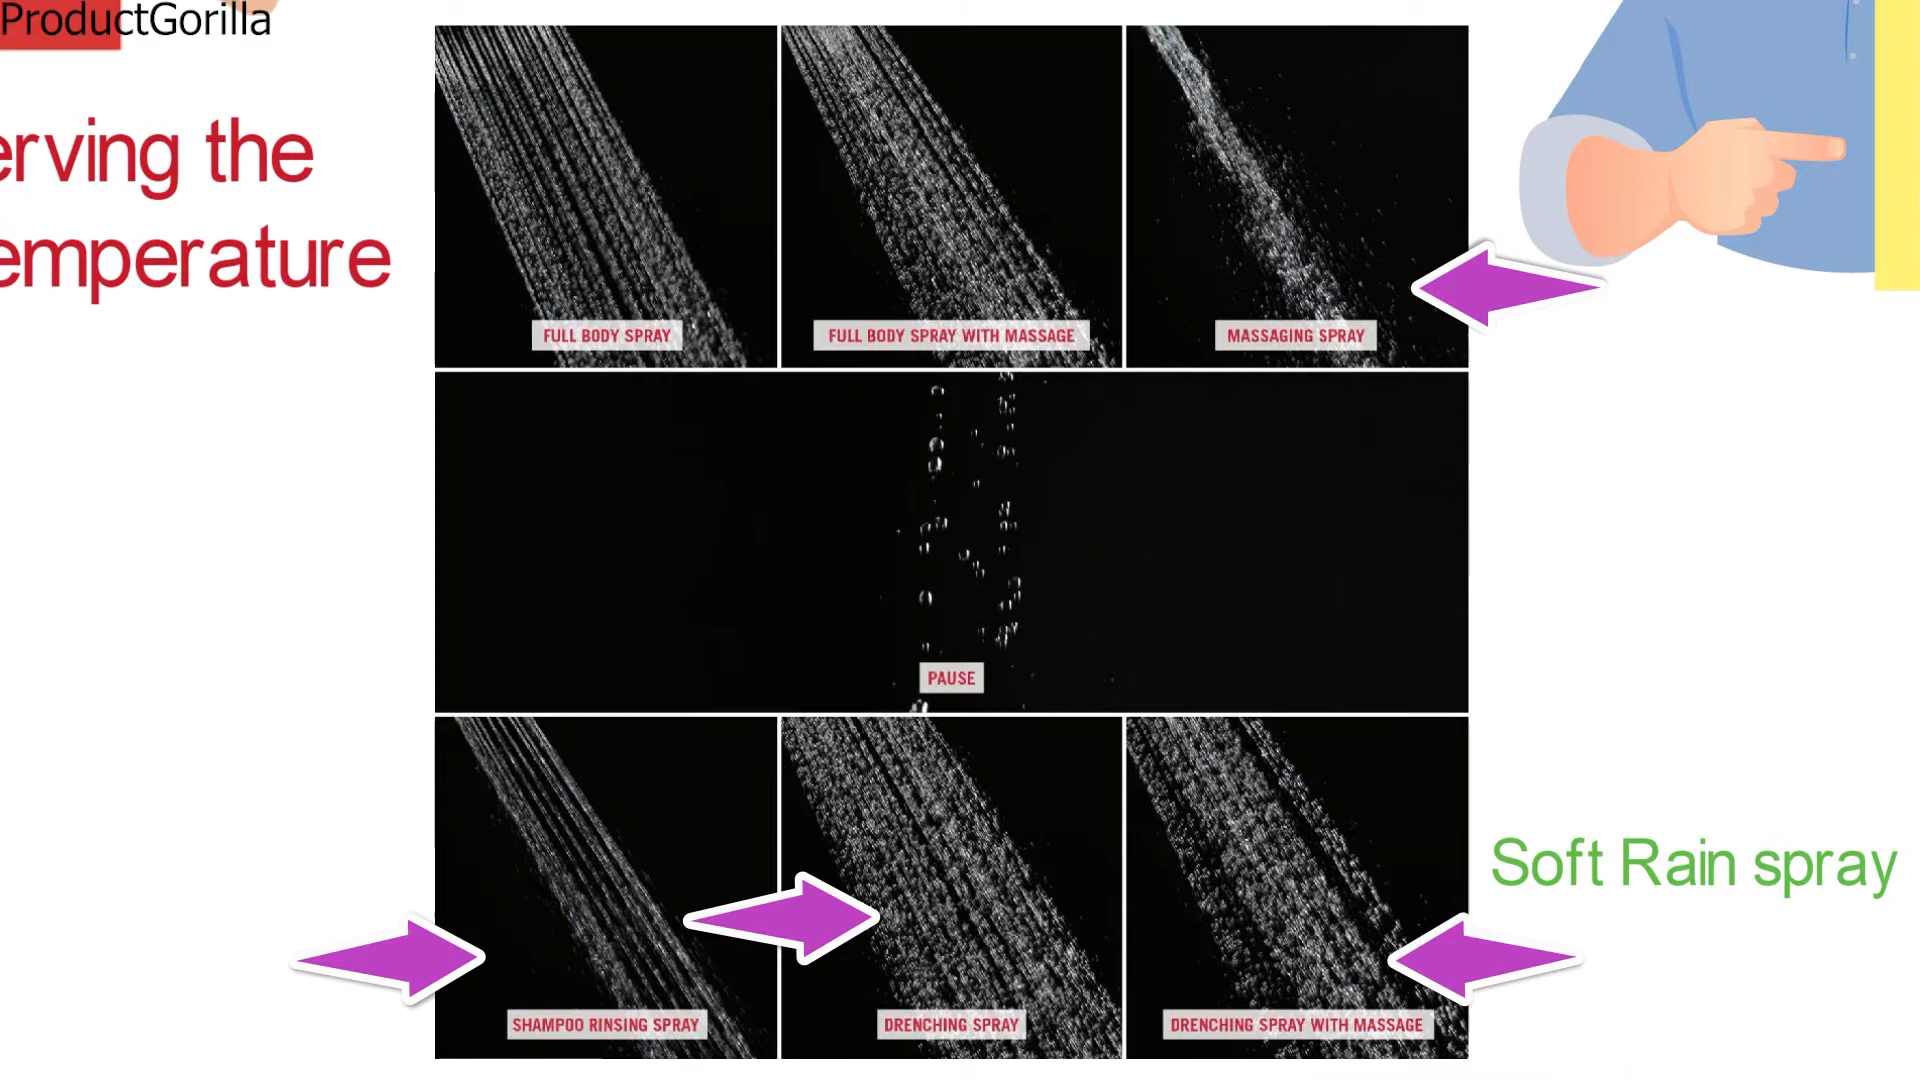 ProductGorilla
erving the
emperature
FULL BODY SPRAY
FULL BODY SPRAY WITH MASSAGE
MASSAGING SPRAY
PAUSE
Soft Rain spray
SHAMPOO RINSING SPRAY
DRENCHING SPRAY
DRENCHING SPRAY WITH MASSAGE